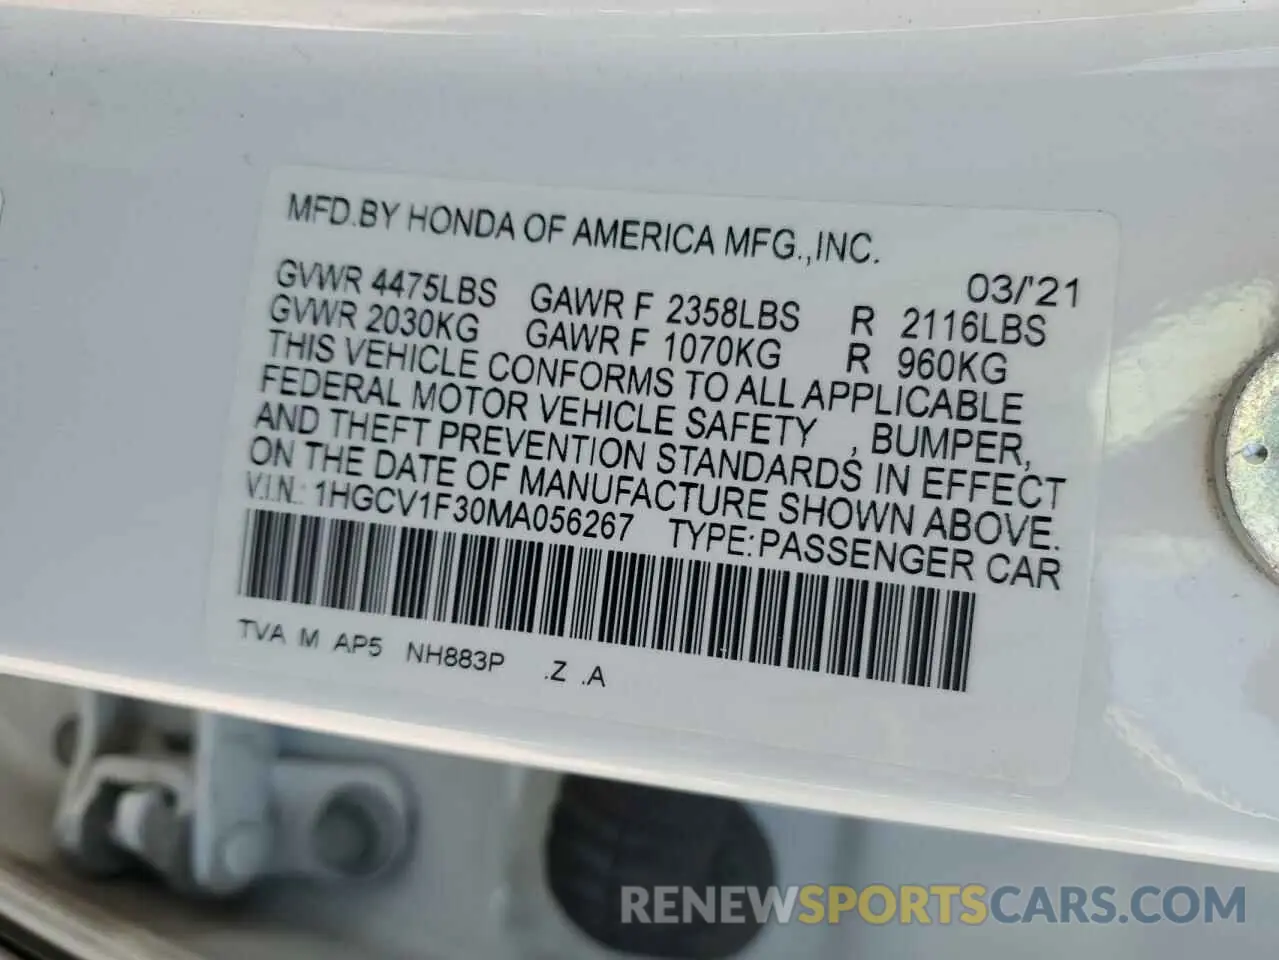 MFD.BY HONDA OF AMERICA MFG.,INC.
03/'21
GVWR 4475LBS GAWR F 2358LBS R 2116LBS
GVWR 2030KG GAWR F 1070KG R 960KG
THIS VEHICLE CONFORMS TO ALL APPLICABLE
FEDERAL MOTOR VEHICLE SAFETY , BUMPER,
AND THEFT PREVENTION STANDARDS IN EFFECT
ON THE DATE OF MANUFACTURE SHOWN ABOVE.
V.I.N.: 1HGCV1F30MA056267 TYPE:PASSENGER CAR
TVA M AP5 NH883P .Z .A
RENEWSPORTSCARS.COM